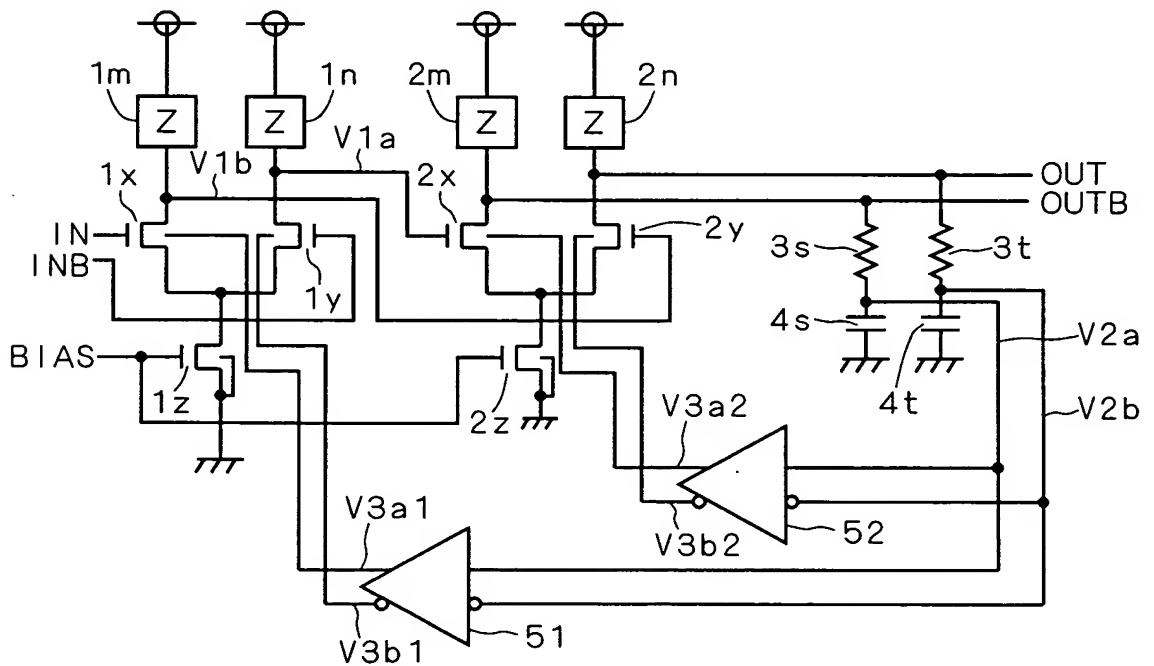 1m
1n
2m
2n
Z
Z
Z
Z
V1a
V1b
1x
2x
OUT
OUTB
IN
INB
2y
3s
3t
1y
4s
V2a
BIAS
1z
2z
4t
V2b
V3a2
V3a1
V3b2
52
V3b1
51